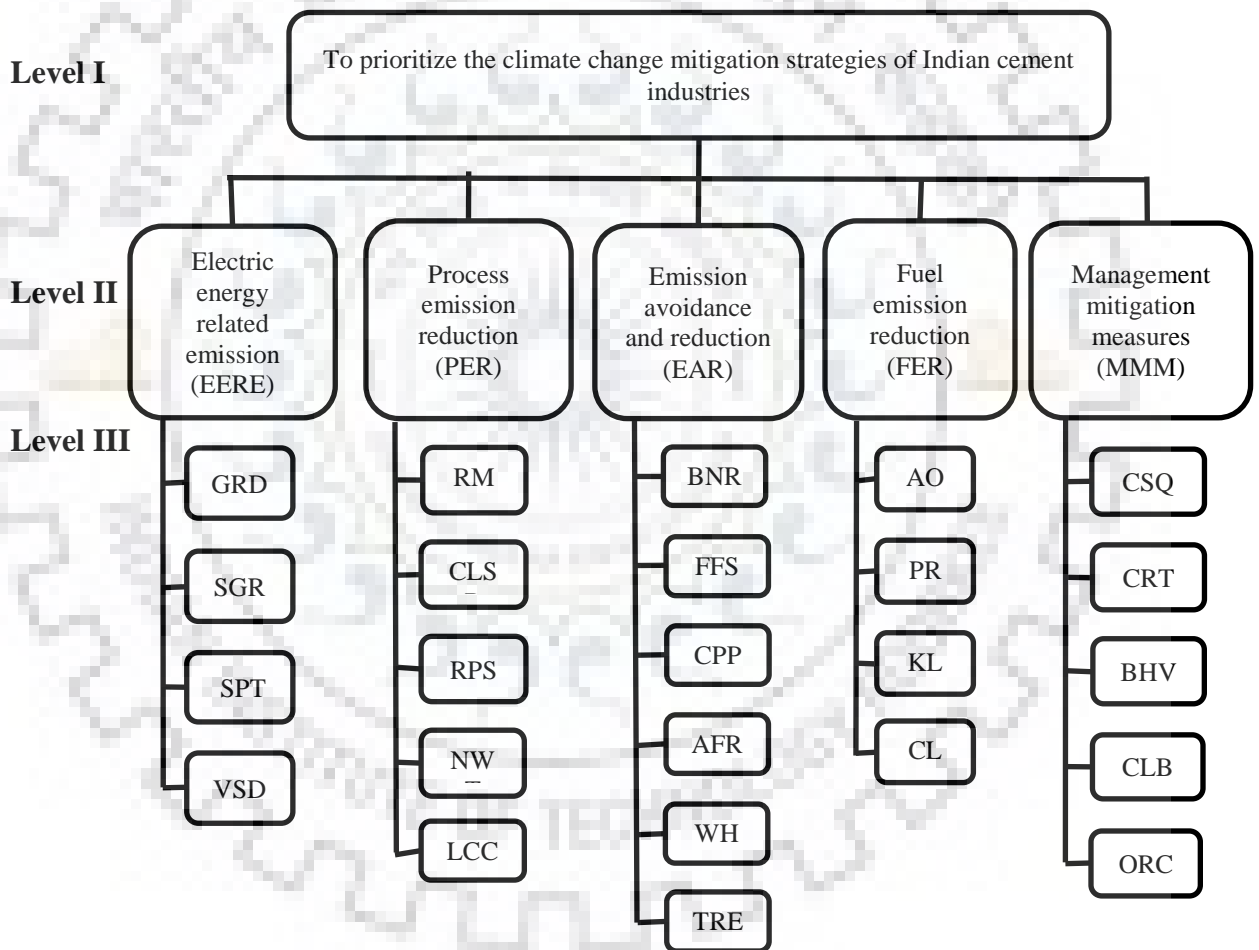 Level I
To prioritize the climate change mitigation strategies of Indian cement
industries
Level II
Electric
energy
related
emission
(EERE)
Process
emission
reduction
(PER)
Emission
avoidance
and reduction
(EAR)
Fuel
emission
reduction
(FER)
Management
mitigation
measures
(MMM)
Level III
GRD
SGR
SPT
VSD
RM
CLS
RPS
NW
LCC
BNR
FFS
CPP
AFR
WH
TRE
AO
PR
KL
CL
CSQ
CRT
BHV
CLB
ORC